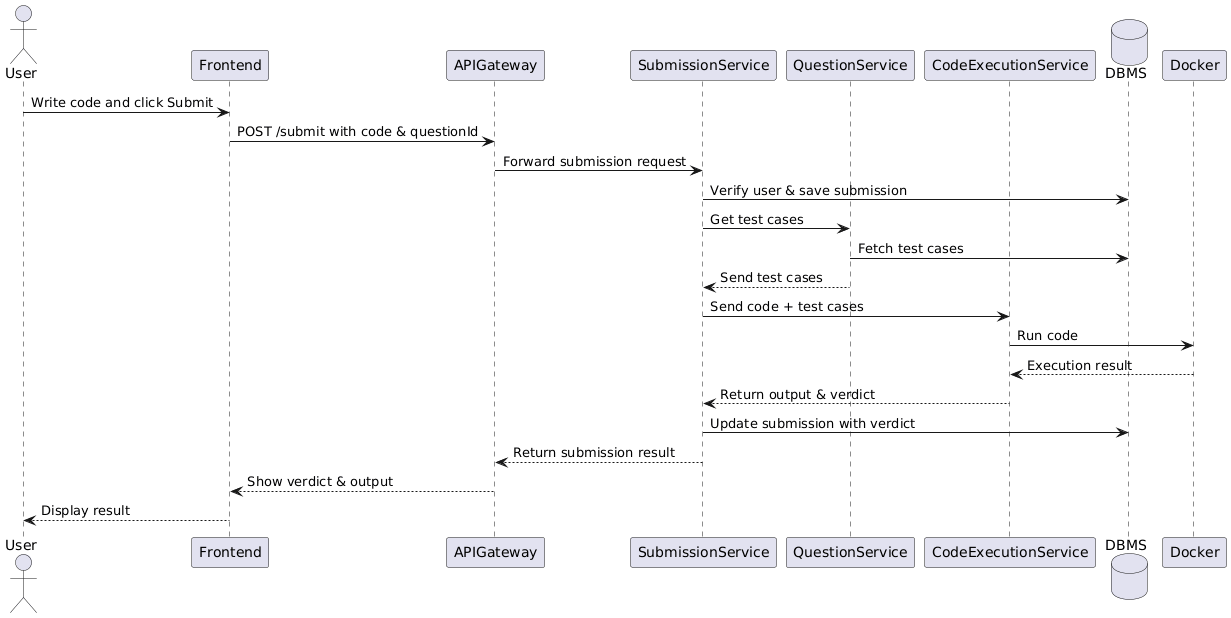 User
Frontend
APIGateway
SubmissionService
QuestionService
CodeExecutionService
DBMS
Docker
Write code and click Submit
POST /submit with code & questionId
Forward submission request
Verify user & save submission
Get test cases
Fetch test cases
Send test cases
Send code + test cases
Run code
Execution result
Return output & verdict
Update submission with verdict
Return submission result
Show verdict & output
Display result
User
Frontend
APIGateway
SubmissionService
QuestionService
CodeExecutionService
DBMS
Docker